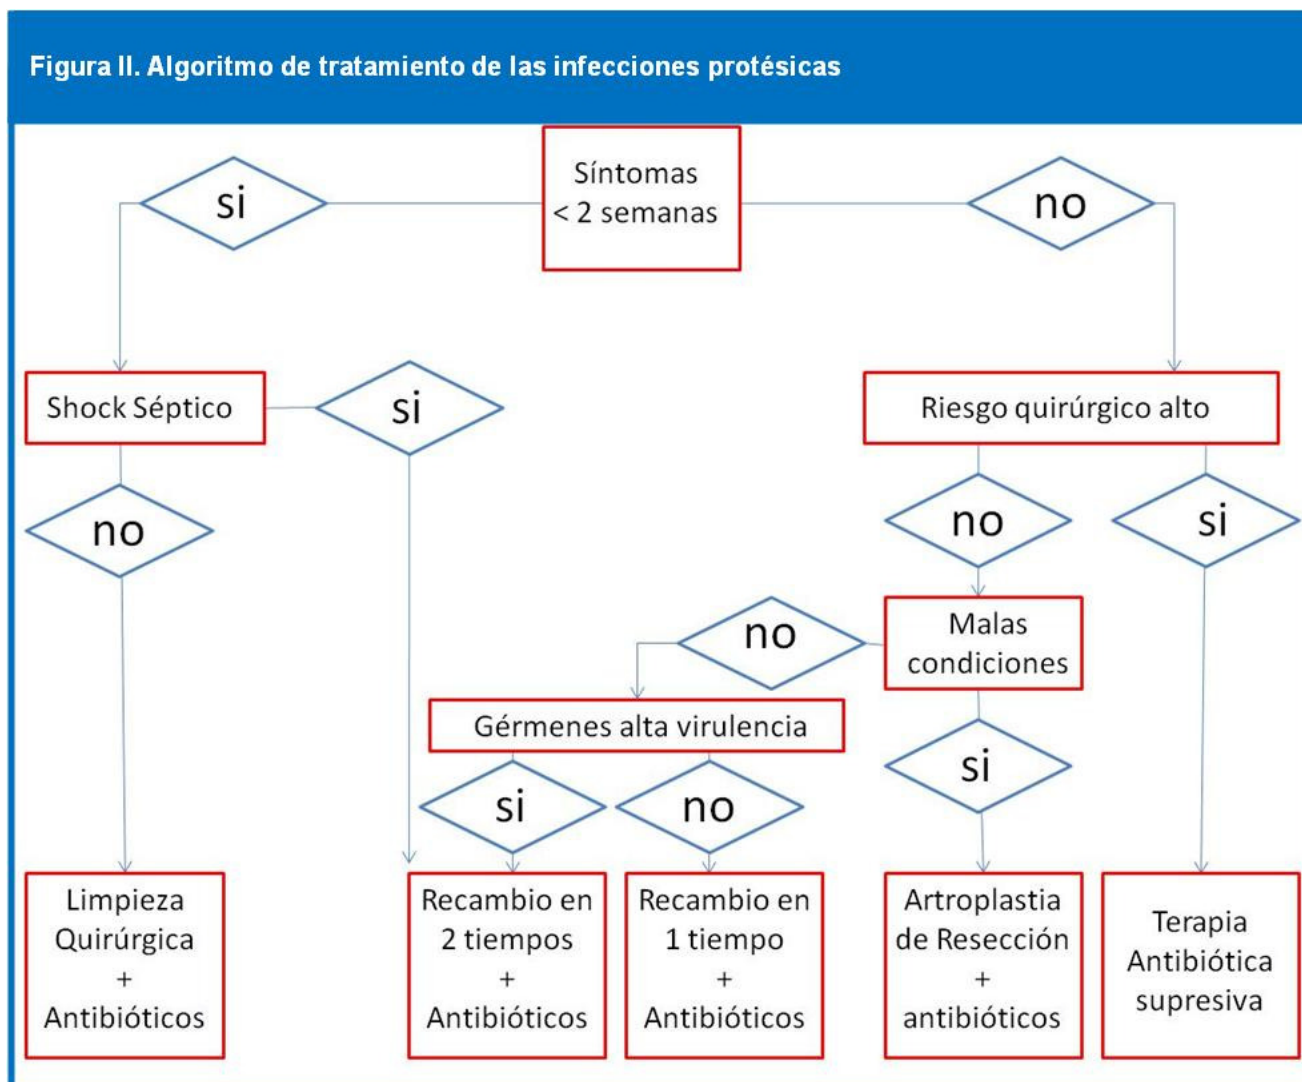 Figura II. Algoritmo de tratamiento de las infecciones protésicas
Síntomas
< 2 semanas
si
no
Shock Séptico
si
Riesgo quirúrgico alto
no
no
si
Malas
condiciones
no
Gérmenes alta virulencia
si
no
si
Limpieza
Quirúrgica
+
Antibióticos
Recambio en
2 tiempos
+
Antibióticos
Recambio en
1 tiempo
+
Antibióticos
Artroplastia
de Resección
+
antibióticos
Terapia
Antibiótica
supresiva